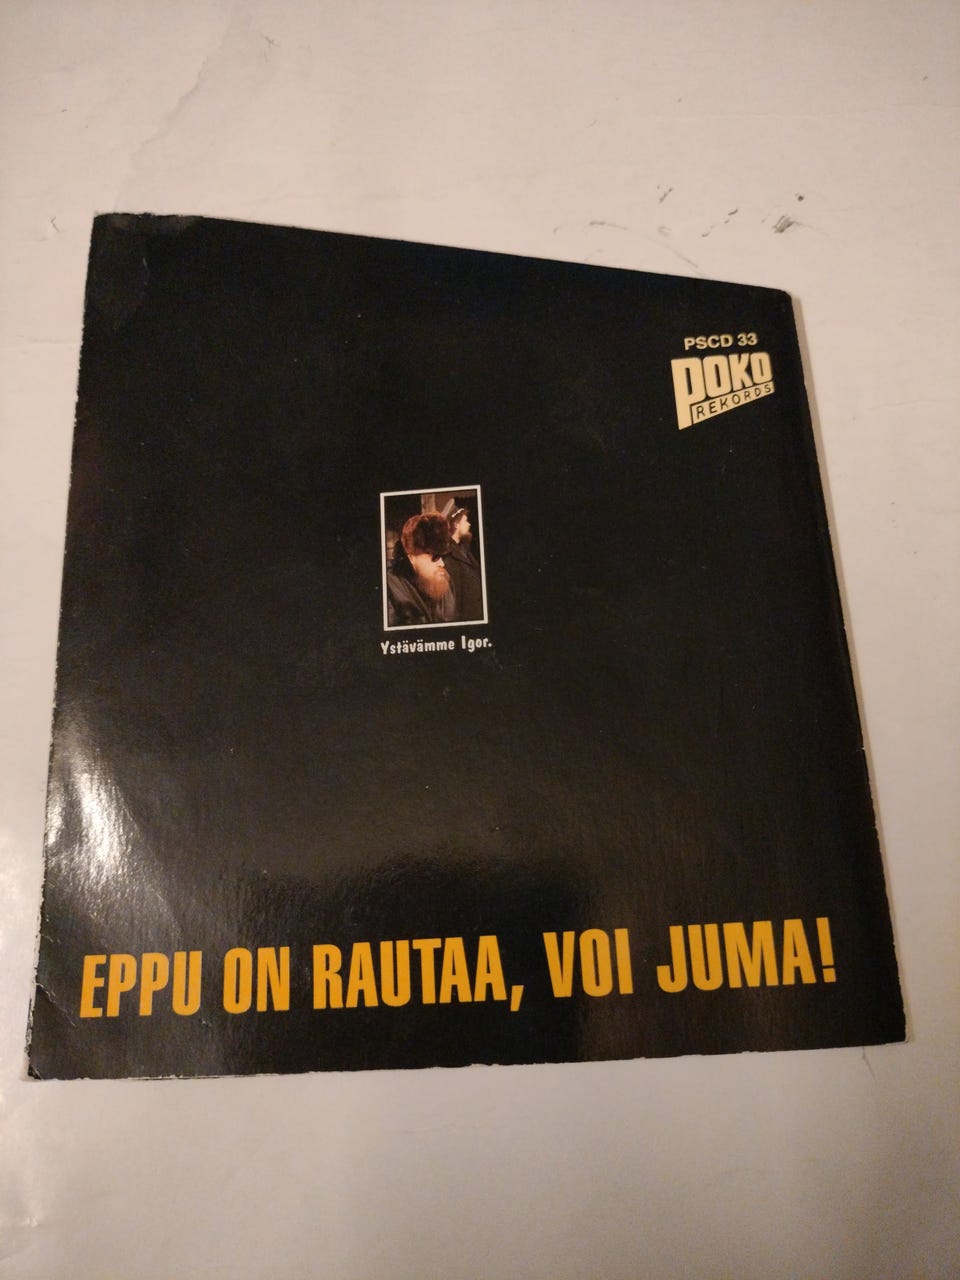 PSCD 33
POKO
REKORDS
Ystävämme Igor.
EPPU ON RAUTAA, VOI JUMA!